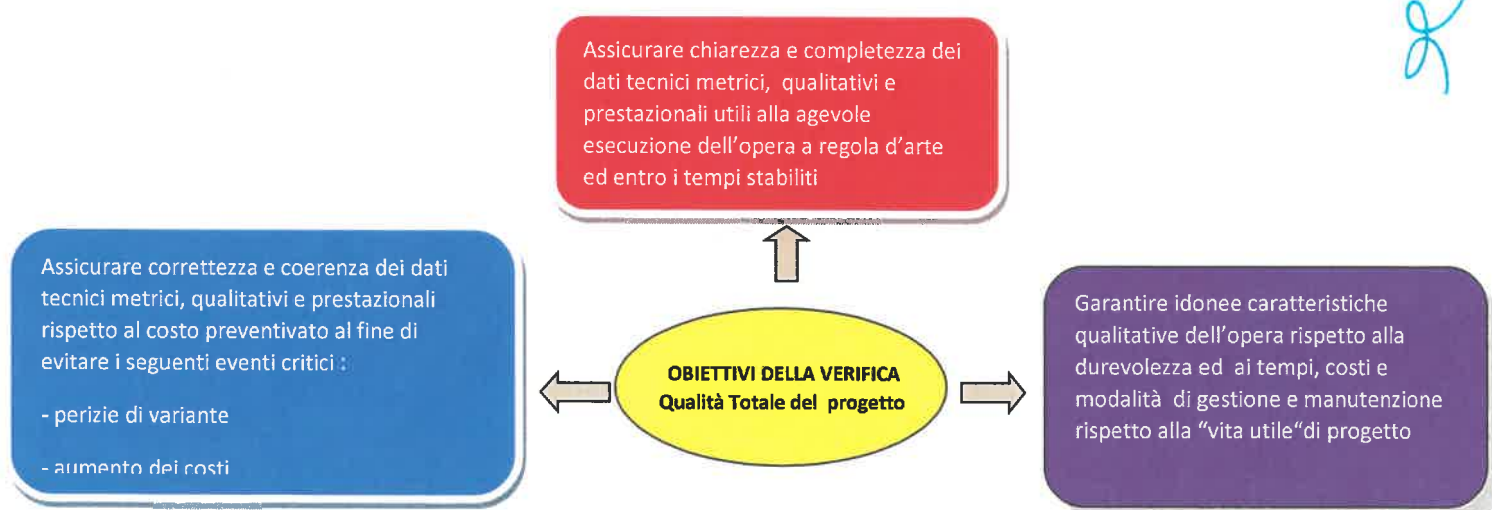 Assicurare chiarezza e completezza dei
dati tecnici metrici, qualitativi e
prestazionali utili alla agevole
esecuzione dell'opera a regola d'arte
ed entro i tempi stabiliti
Assicurare correttezza e coerenza dei dati
tecnici metrici, qualitativi e prestazionali
rispetto al costo preventivato al fine di
evitare i seguenti eventi critici :
- perizie di variante
- aumento dei costi
OBIETTIVI DELLA VERIFICA
Qualità Totale del progetto
Garantire idonee caratteristiche
qualitative dell'opera rispetto alla
durevolezza ed ai tempi, costi e
modalità di gestione e manutenzione
rispetto alla "vita utile"di progetto